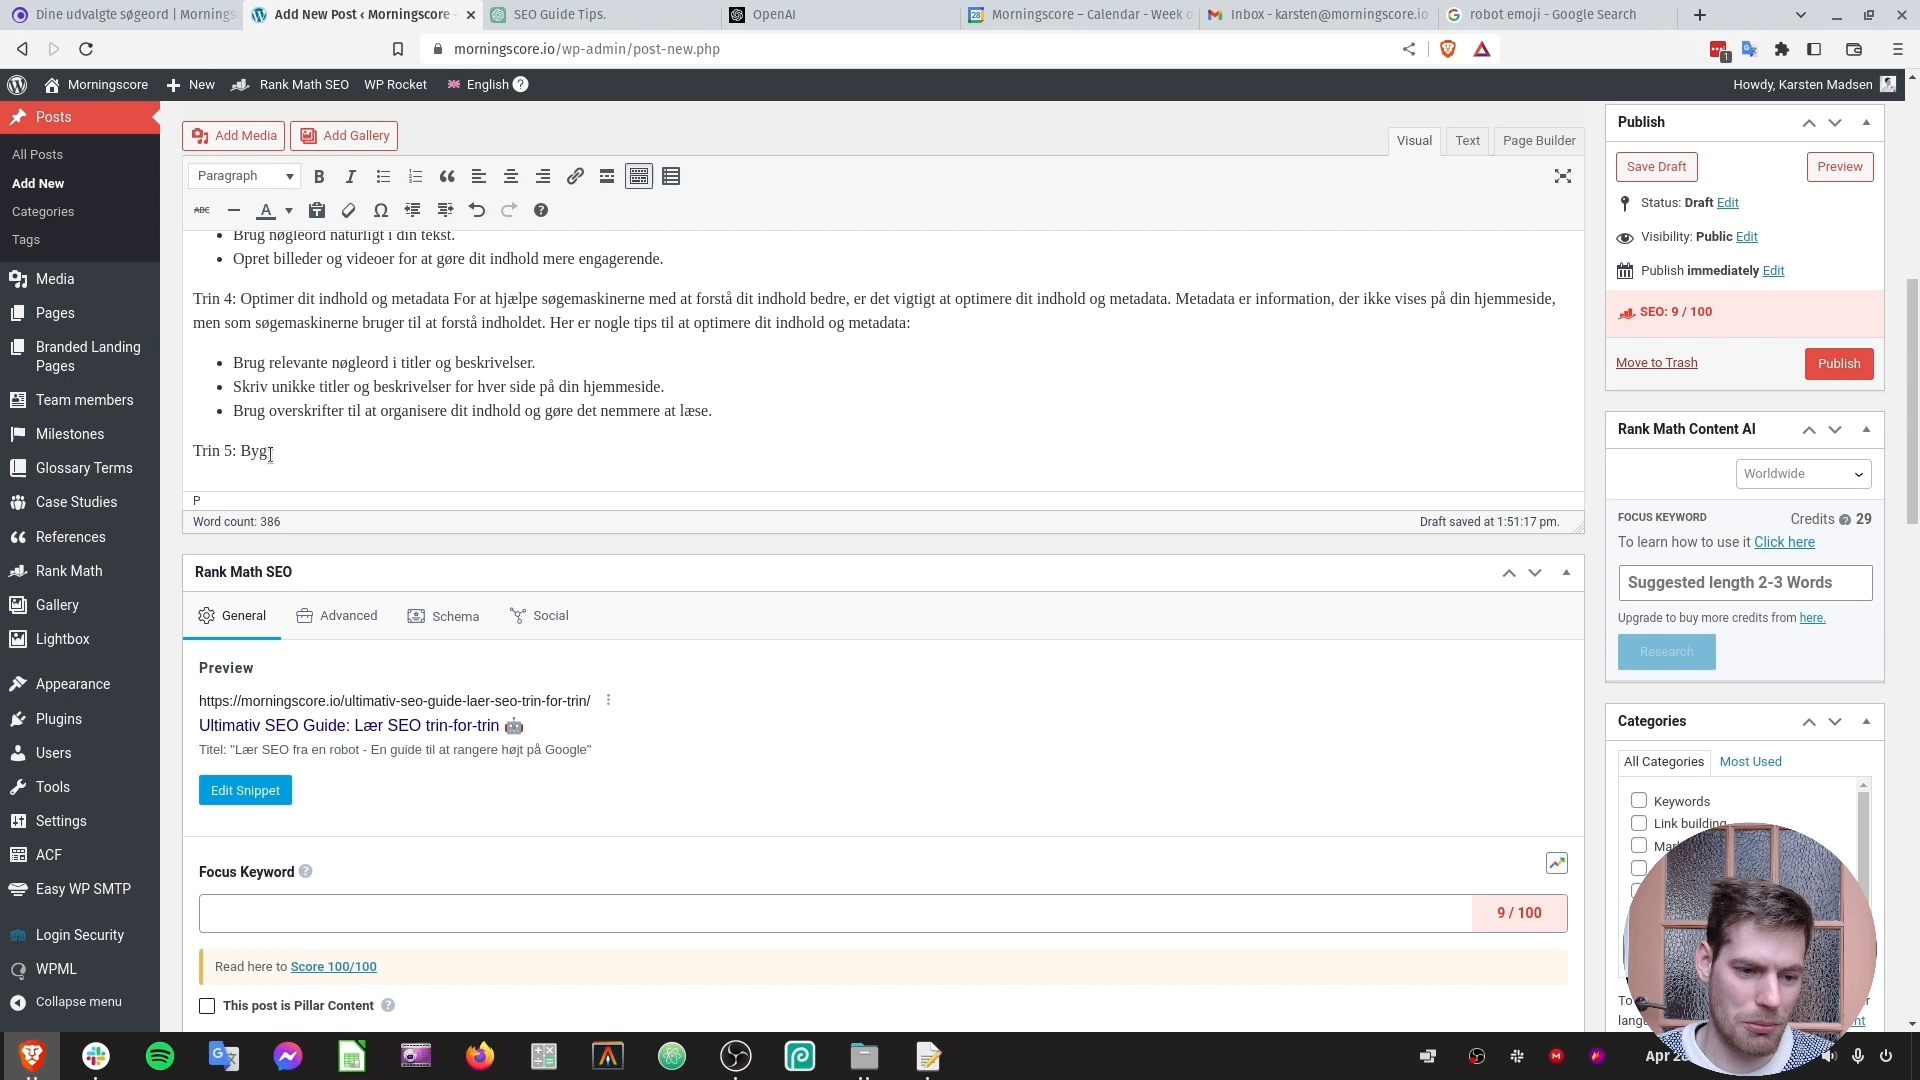 Dine udvalgte søgeord | Mornings
Add New Post ‹ Morningscore -
SEO Guide Tips.
OpenAI
Morningscore – Calendar - Week o
Inbox - karsten@morningscore.io
robot emoji - Google Search
morningscore.io/wp-admin/post-new.php
Morningscore
New
Rank Math SEO
WP Rocket
English
Howdy, Karsten Madsen
Posts
All Posts
Add New
Categories
Tags
Media
Pages
Branded Landing
Pages
Team members
Milestones
Glossary Terms
Case Studies
References
Rank Math
Gallery
Lightbox
Appearance
Plugins
Users
Tools
Settings
ACF
Easy WP SMTP
Login Security
WPML
Collapse menu
Add Media
Add Gallery
Visual
Text
Page Builder
Paragraph
Brug nøgleord naturligt i din tekst.
Opret billeder og videoer for at gøre dit indhold mere engagerende.
Trin 4: Optimer dit indhold og metadata For at hjælpe søgemaskinerne med at forstå dit indhold bedre, er det vigtigt at optimere dit indhold og metadata. Metadata er information, der ikke vises på din hjemmeside,
men som søgemaskinerne bruger til at forstå indholdet. Her er nogle tips til at optimere dit indhold og metadata:
Brug relevante nøgleord i titler og beskrivelser.
Skriv unikke titler og beskrivelser for hver side på din hjemmeside.
Brug overskrifter til at organisere dit indhold og gøre det nemmere at læse.
Trin 5: Byg
P
Word count: 386
Draft saved at 1:51:17 pm.
Rank Math SEO
General
Advanced
Schema
Social
Preview
https://morningscore.io/ultimativ-seo-guide-laer-seo-trin-for-trin/
Ultimativ SEO Guide: Lær SEO trin-for-trin 🤖
Titel: "Lær SEO fra en robot - En guide til at rangere højt på Google"
Edit Snippet
Focus Keyword
9 / 100
Read here to Score 100/100
This post is Pillar Content
Publish
Save Draft
Preview
Status: Draft Edit
Visibility: Public Edit
Publish immediately Edit
SEO: 9 / 100
Move to Trash
Publish
Rank Math Content AI
Worldwide
FOCUS KEYWORD
Credits 29
To learn how to use it Click here
Suggested length 2-3 Words
Upgrade to buy more credits from here.
Research
Categories
All Categories
Most Used
Keywords
Link building
To
Apr